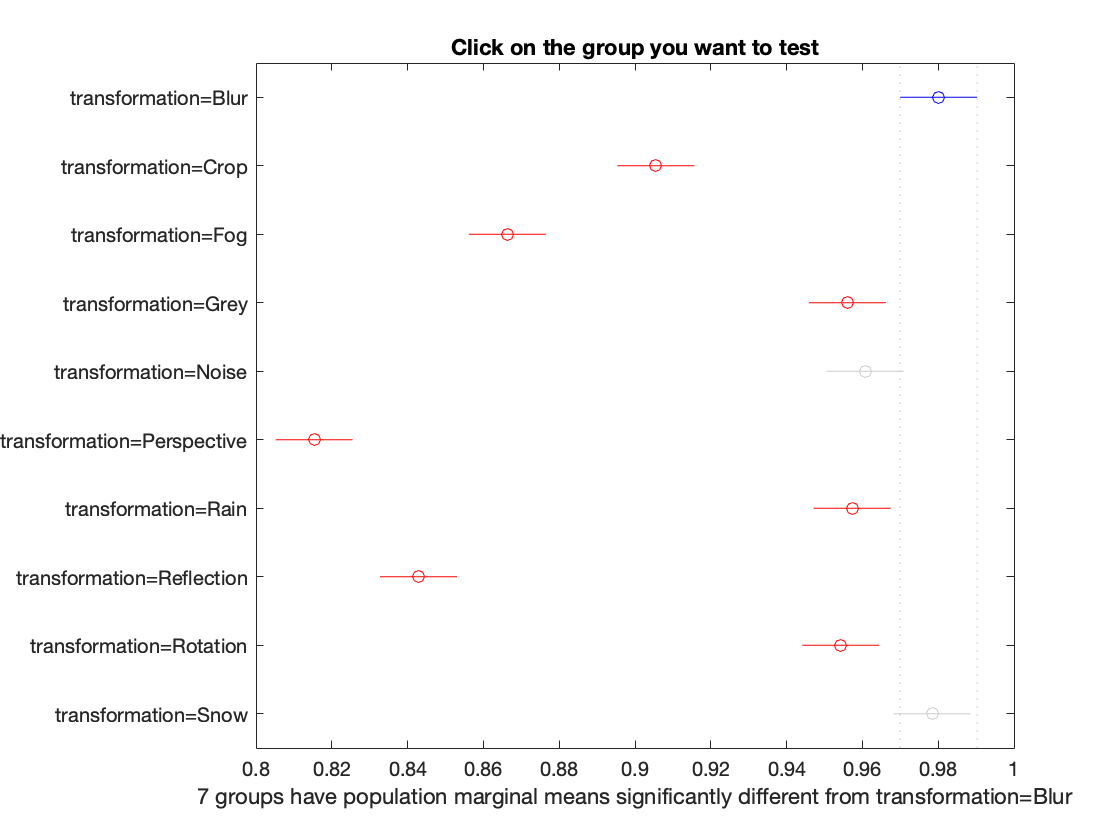 Click on the group you want to test
transformation=Blur
transformation=Crop
transformation=Fog
transformation=Grey
transformation=Noise
transformation=Perspective
transformation=Rain
transformation=Reflection
transformation=Rotation
transformation=Snow
0.8 0.82 0.84 0.86 0.88 0.9 0.92 0.94 0.96 0.98 1
7 groups have population marginal means significantly different from transformation=Blur